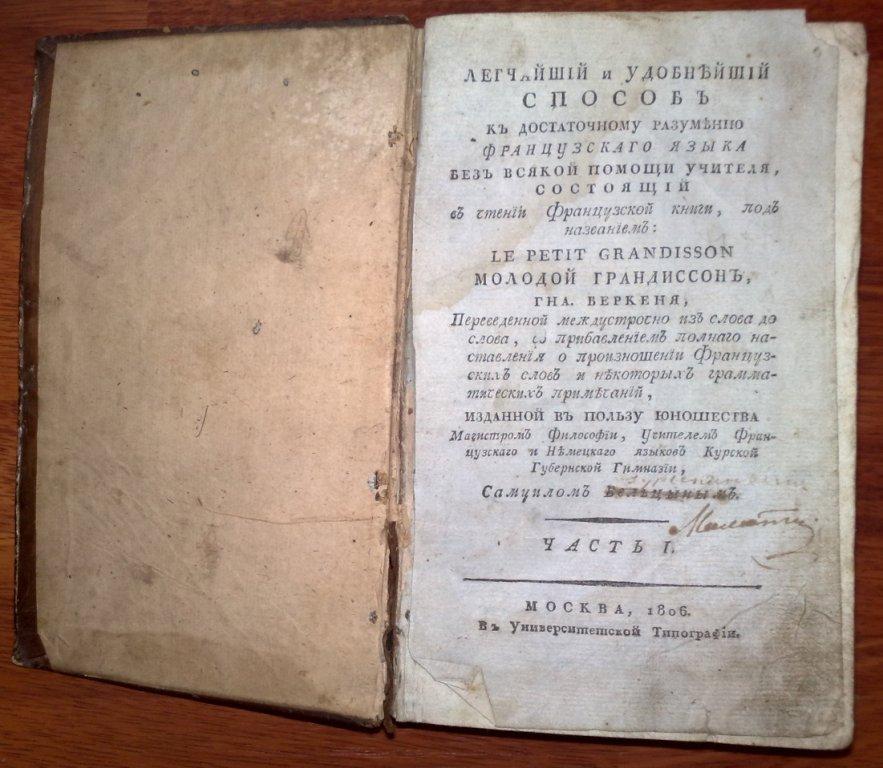 ЛЕГЧАЙШІЙ и УДОБНѢЙШІЙ
СПОСОБЪ
КЪ ДОСТАТОЧНОМУ РАЗУМѢНІЮ
ФРАНЦУЗСКАГО ЯЗЫКА
БЕЗЪ ВСЯКОЙ ПОМОЩИ УЧИТЕЛЯ,
СОСТОЯЩІЙ
въ чтеніи Французской книги, подъ
названіемъ:
LE PETIT GRANDISSON
МОЛОДОЙ ГРАНДИССОНЪ,
ГНА. БЕРКЕНЯ,
Переведенной междустрочно изъ слова до
слова, съ прибавленіемъ полнаго на-
ставленія о произношеніи Француз-
скихъ словъ и нѣкоторыхъ грамма-
тическихъ примѣчаній,
ИЗДАННОЙ ВЪ ПОЛЬЗУ ЮНОШЕСТВА
Магистромъ Философіи, Учителемъ Фран-
цузскаго и Нѣмецкаго языковъ Курской
Губернской Гимназіи,
Самуиломъ Бельцынымъ.
ЧАСТЬ I.
МОСКВА, 1806.
Въ Университетской Типографіи.